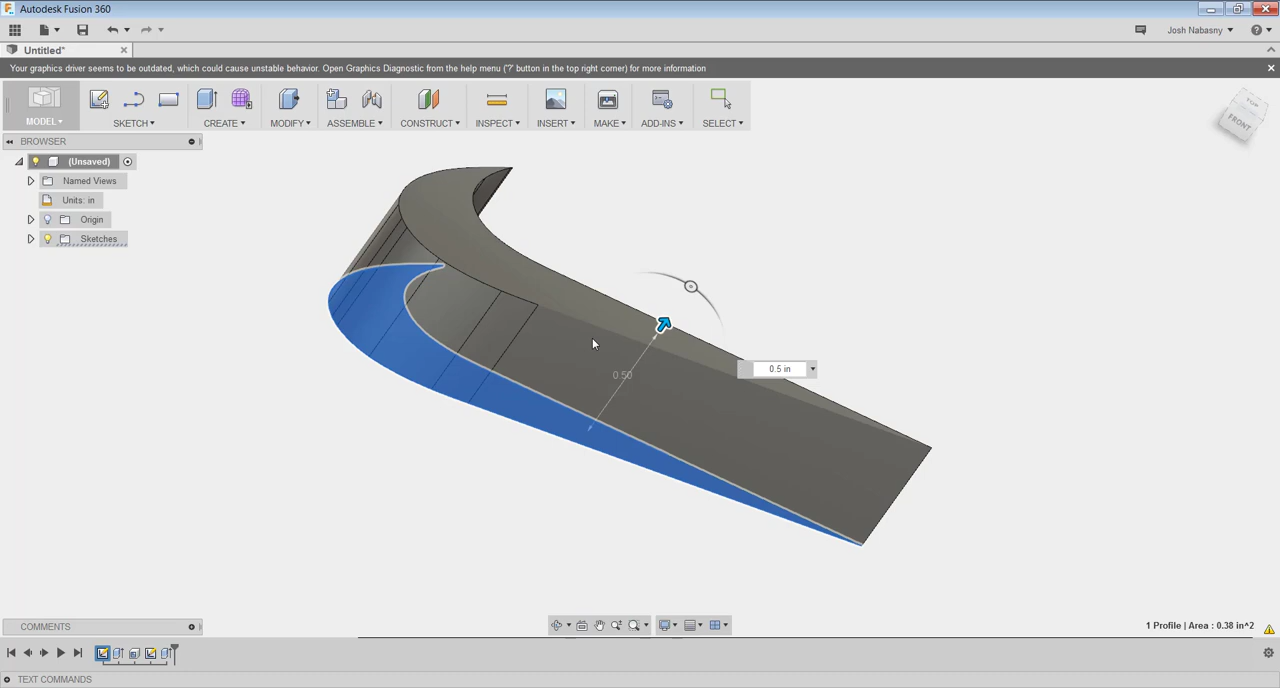 Autodesk Fusion 360
Josh Nabasny
Untitled*
Your graphics driver seems to be outdated, which could cause unstable behavior. Open Graphics Diagnostic from the help menu ('?' button in the top right corner) for more information
MODEL SKETCH CREATE MODIFY ASSEMBLE CONSTRUCT INSPECT INSERT MAKE ADD-INS SELECT
TOP
FRONT
BROWSER
(Unsaved)
Named Views
Units: in
Origin
Sketches
0.5 in
0.50
COMMENTS
1 Profile | Area : 0.38 in^2
TEXT COMMANDS